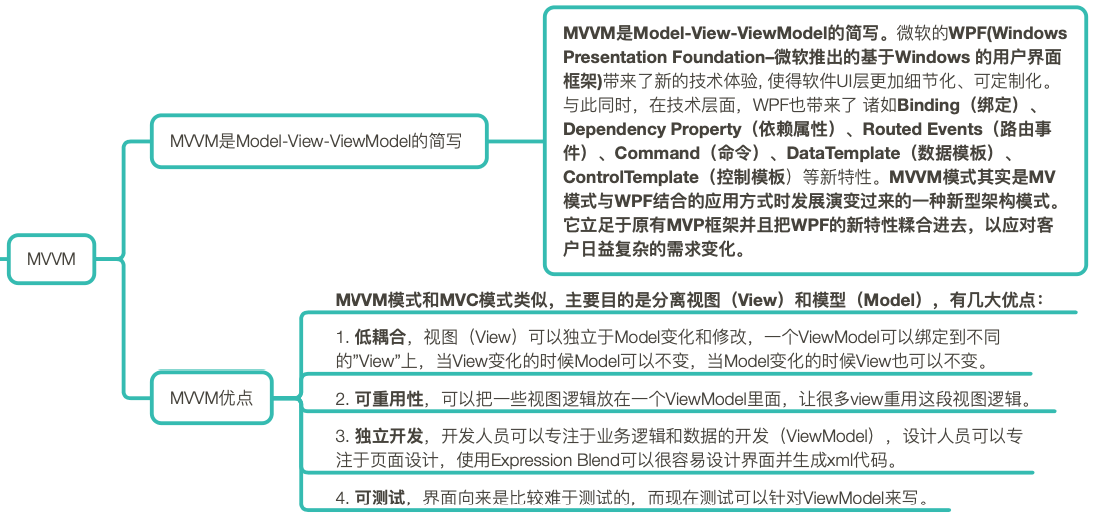 MVVM
MVVM是Model-View-ViewModel的简写
MVVM是Model-View-ViewModel的简写。微软的WPF(Windows
Presentation Foundation–微软推出的基于Windows 的用户界面
框架)带来了新的技术体验, 使得软件UI层更加细节化、可定制化。
与此同时，在技术层面，WPF也带来了 诸如Binding（绑定）、
Dependency Property（依赖属性）、Routed Events（路由事
件）、Command（命令）、DataTemplate（数据模板）、
ControlTemplate（控制模板）等新特性。MVVM模式其实是MV
模式与WPF结合的应用方式时发展演变过来的一种新型架构模式。
它立足于原有MVP框架并且把WPF的新特性糅合进去，以应对客
户日益复杂的需求变化。
MVVM优点
MVVM模式和MVC模式类似，主要目的是分离视图（View）和模型（Model），有几大优点：
1. 低耦合，视图（View）可以独立于Model变化和修改，一个ViewModel可以绑定到不同
的”View”上，当View变化的时候Model可以不变，当Model变化的时候View也可以不变。
2. 可重用性，可以把一些视图逻辑放在一个ViewModel里面，让很多view重用这段视图逻辑。
3. 独立开发，开发人员可以专注于业务逻辑和数据的开发（ViewModel），设计人员可以专
注于页面设计，使用Expression Blend可以很容易设计界面并生成xml代码。
4. 可测试，界面向来是比较难于测试的，而现在测试可以针对ViewModel来写。